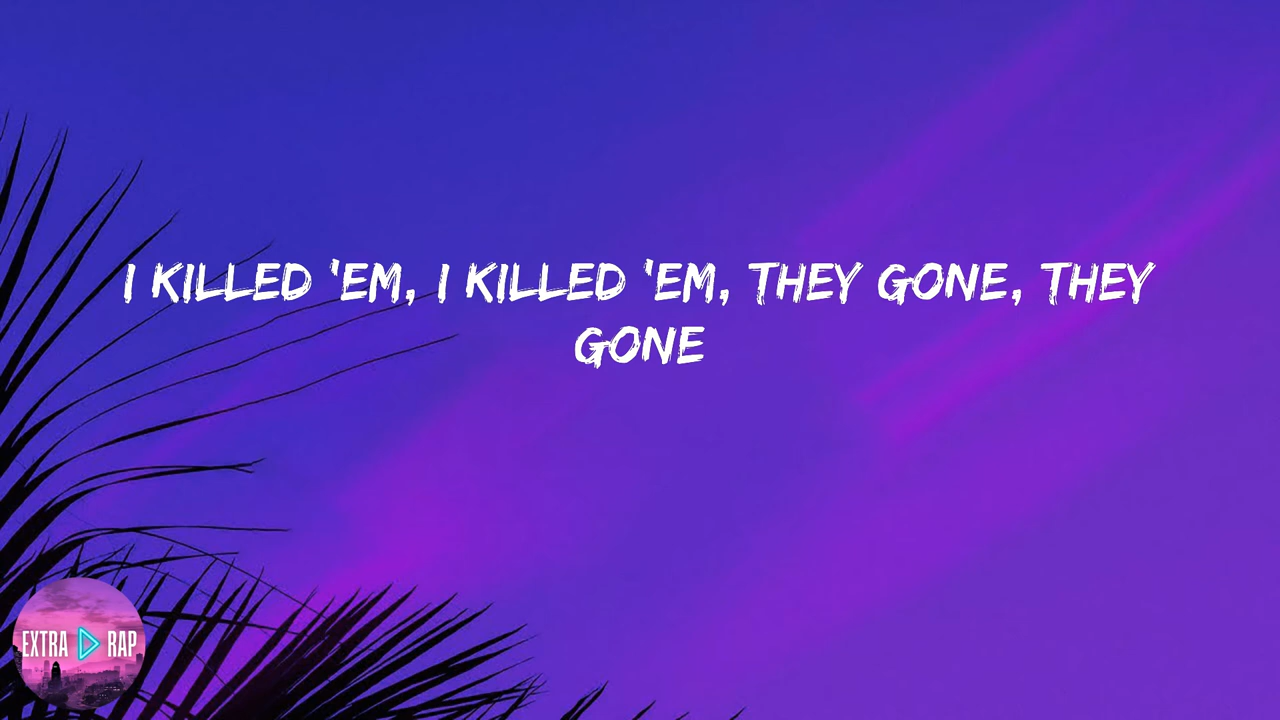 I KILLED 'EM, I KILLED 'EM, THEY GONE, THEY
GONE
EXTRA RAP